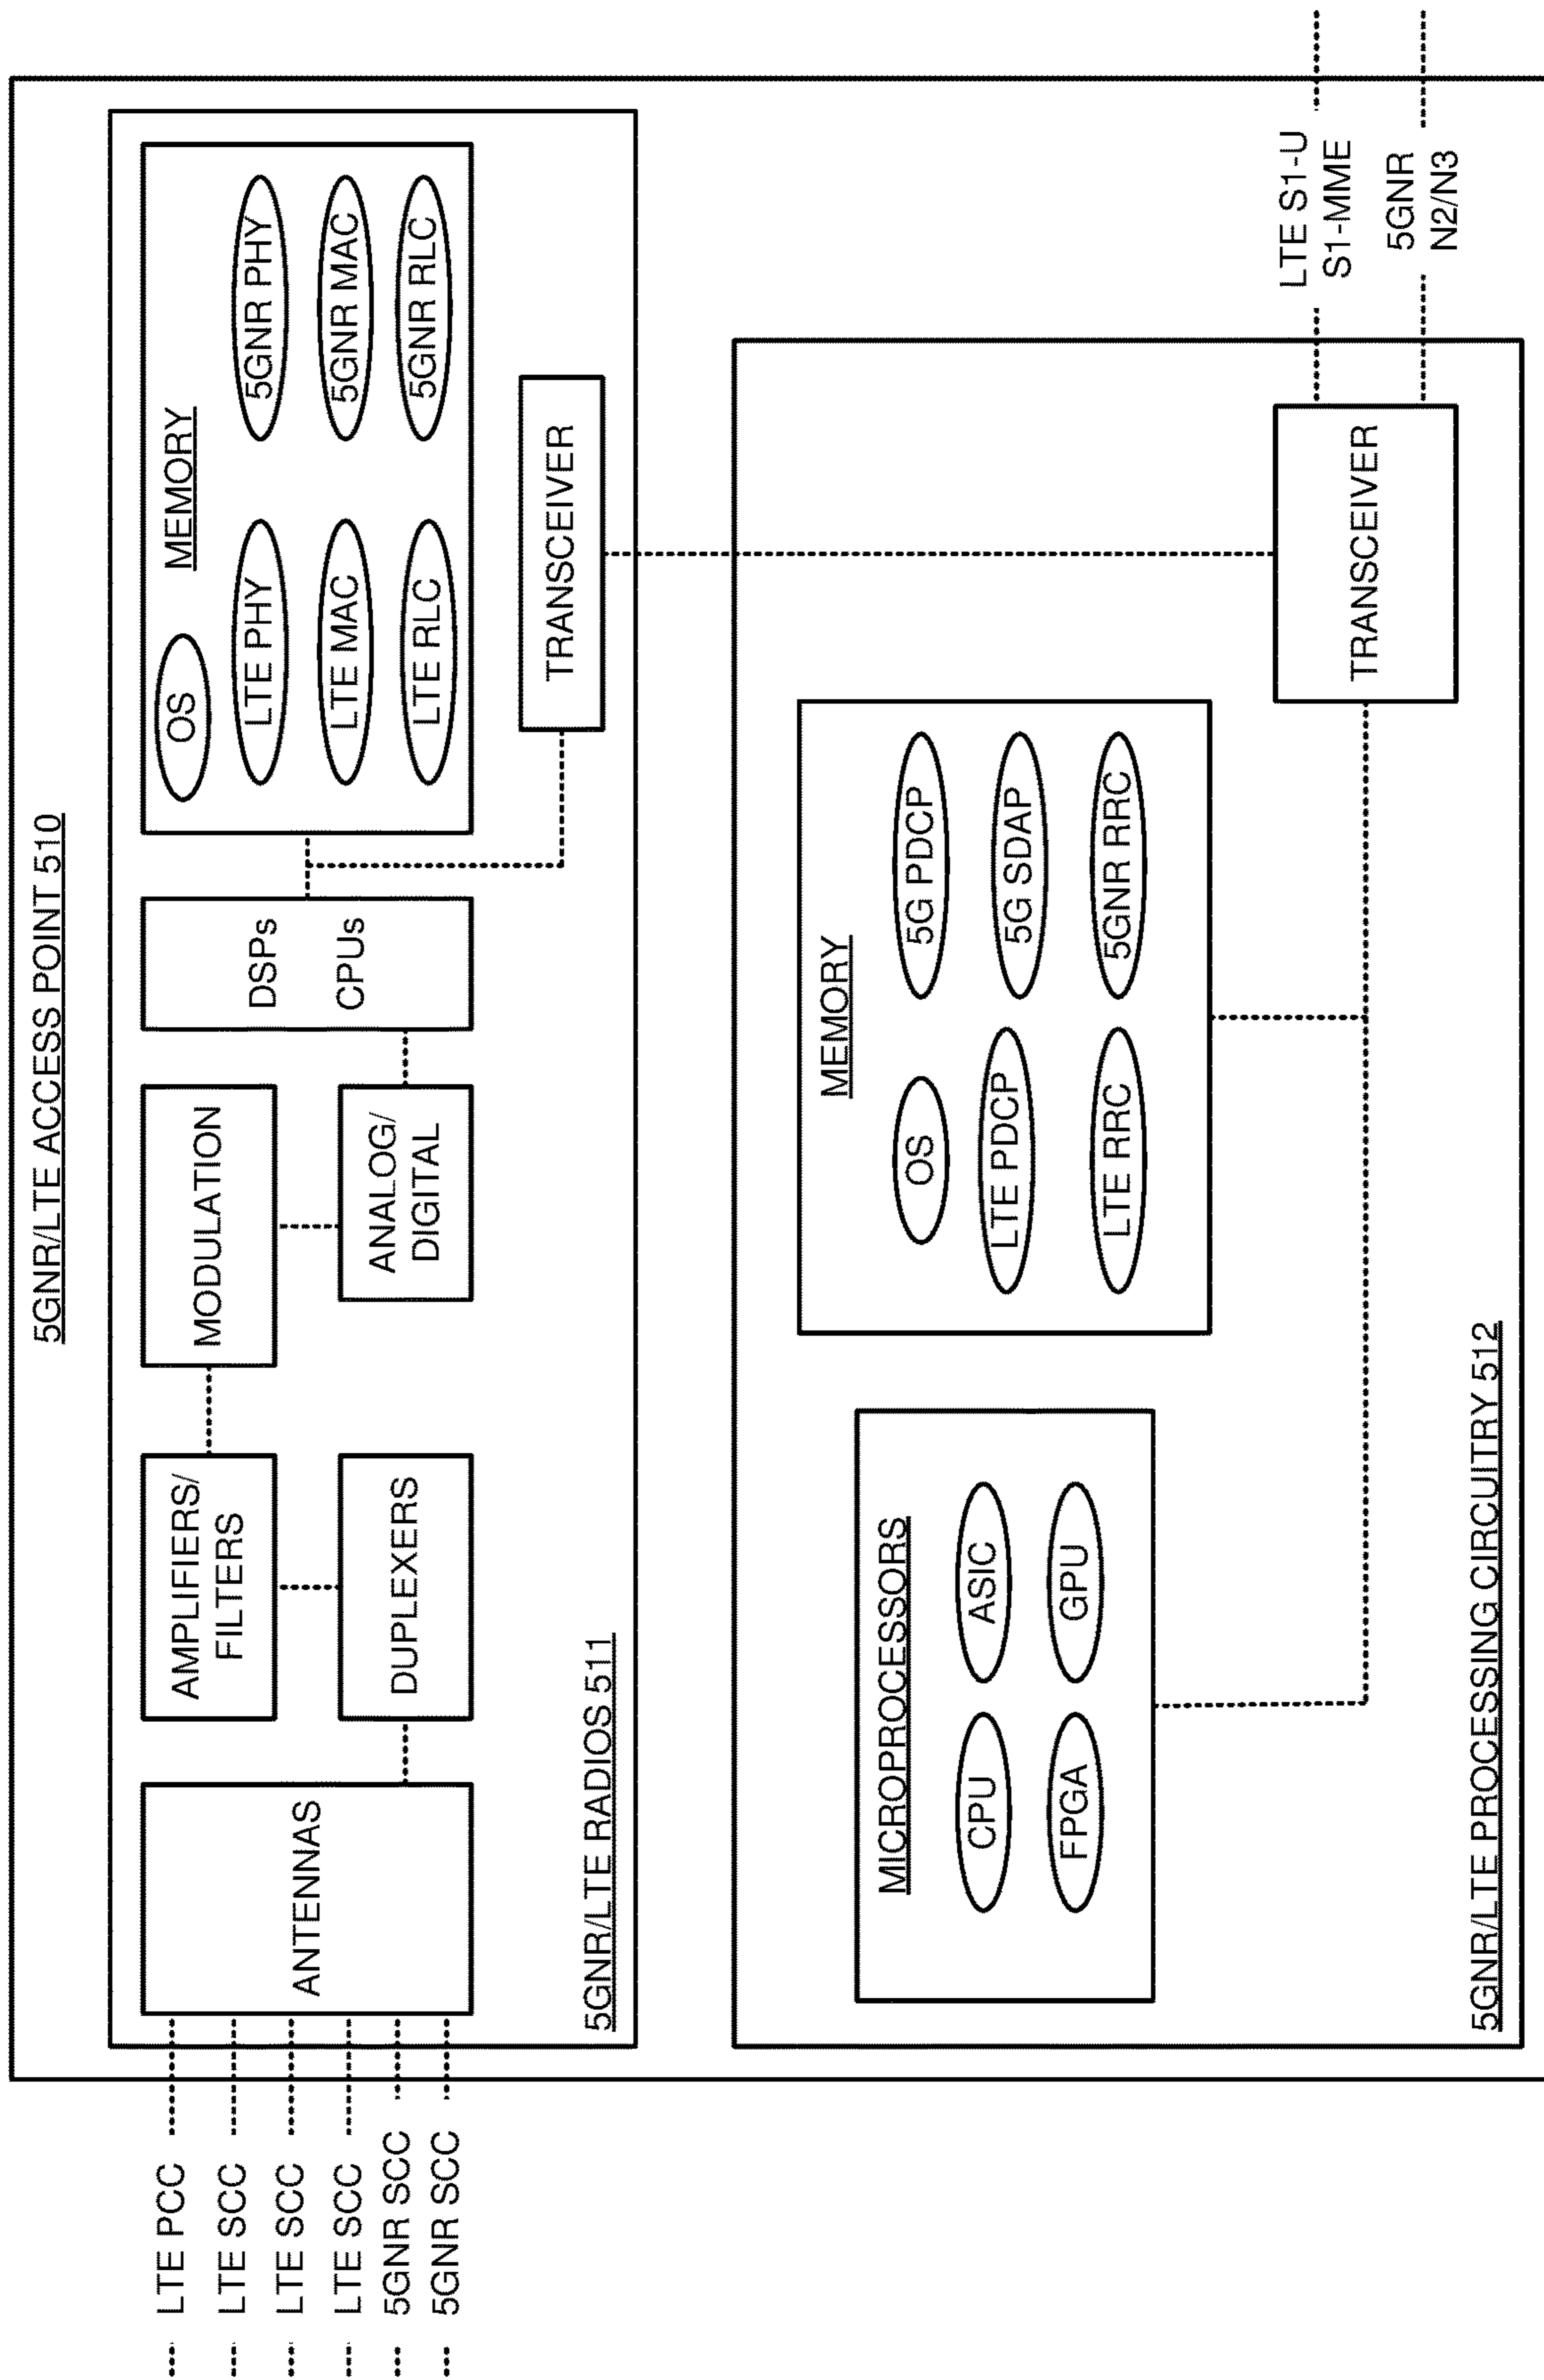 5GNR/LTE ACCESS POINT 510
LTE PCC
LTE SCC
LTE SCC
LTE SCC
5GNR SCC
5GNR SCC
ANTENNAS
AMPLIFIERS/
FILTERS
DUPLEXERS
MODULATION
ANALOG/
DIGITAL
DSPs
CPUs
MEMORY
OS
LTE PHY
5GNR PHY
LTE MAC
5GNR MAC
LTE RLC
5GNR RLC
TRANSCEIVER
5GNR/LTE RADIOS 511
MICROPROCESSORS
CPU
ASIC
FPGA
GPU
MEMORY
OS
5G PDCP
LTE PDCP
5G SDAP
LTE RRC
5GNR RRC
TRANSCEIVER
LTE S1-U
S1-MME
5GNR
N2/N3
5GNR/LTE PROCESSING CIRCUITRY 512